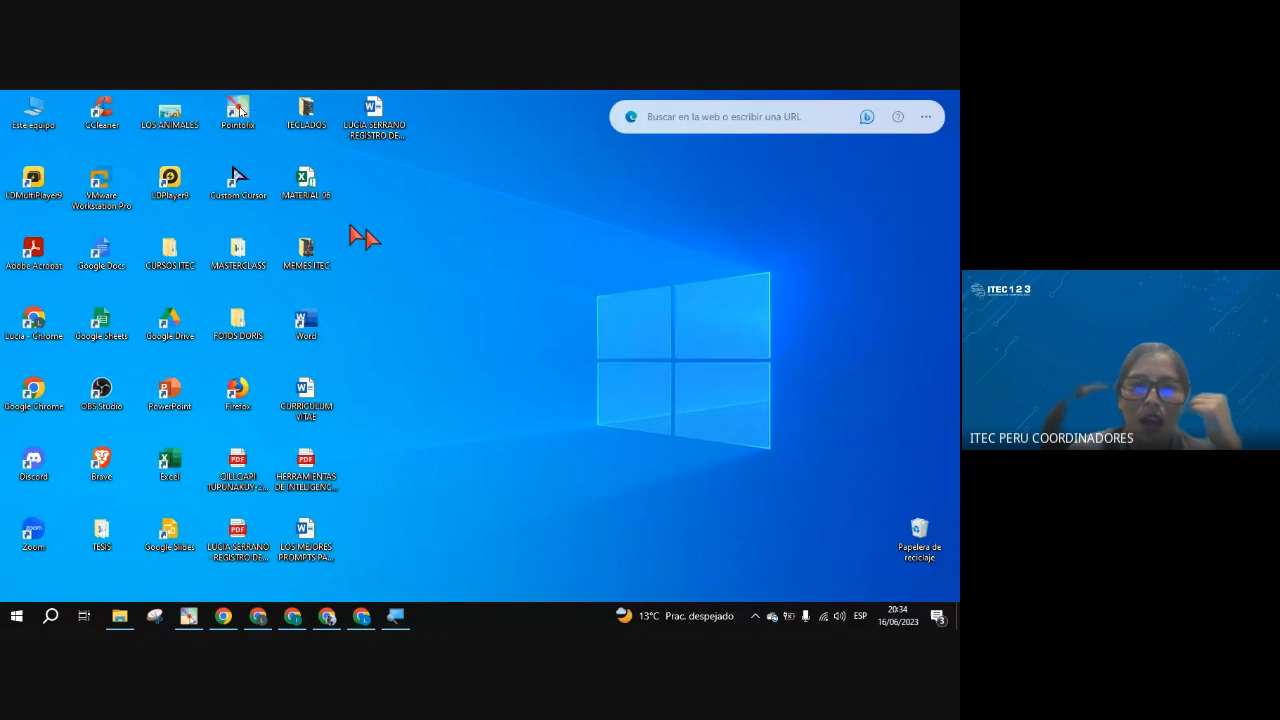 Este equipo
CCleaner
LOS ANIMALES
Pointofix
TECLADOS
LUCIA SERRANO
- REGISTRO DE...
Buscar en la web o escribir una URL
LDMultiPlayer9
VMware
Workstation Pro
LDPlayer9
Custom Cursor
MATERIAL 06
Adobe Acrobat
Google Docs
CURSOS ITEC
MASTERCLASS
MEMES ITEC
Lucia - Chrome
Google Sheets
Google Drive
FOTOS DORIS
Word
Google Chrome
OBS Studio
PowerPoint
Firefox
CURRICULUM
VITAE
Discord
Brave
Excel
HERRAMIENTAS
DE INTELIGENC...
Zoom
TESIS
Google Slides
LUCIA SERRANO
- REGISTRO DE...
LOS MEJORES
PROMPTS PA...
Papelera de
reciclaje
13°C Prac. despejado
ESP
20:34
16/06/2023
3
ITEC 1 2 3
ITEC PERU COORDINADORES